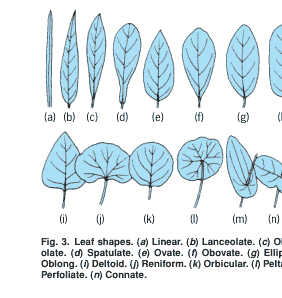 (a) (b) (c) (d) (e) (f) (g)
(i) (j) (k) (l) (m) (n)
Fig. 3. Leaf shapes. (a) Linear. (b) Lanceolate. (c)
olate. (d) Spatulate. (e) Ovate. (f) Obovate. (g)
Oblong. (i) Deltoid. (j) Reniform. (k) Orbicular. (l)
Perfoliate. (n) Connate.